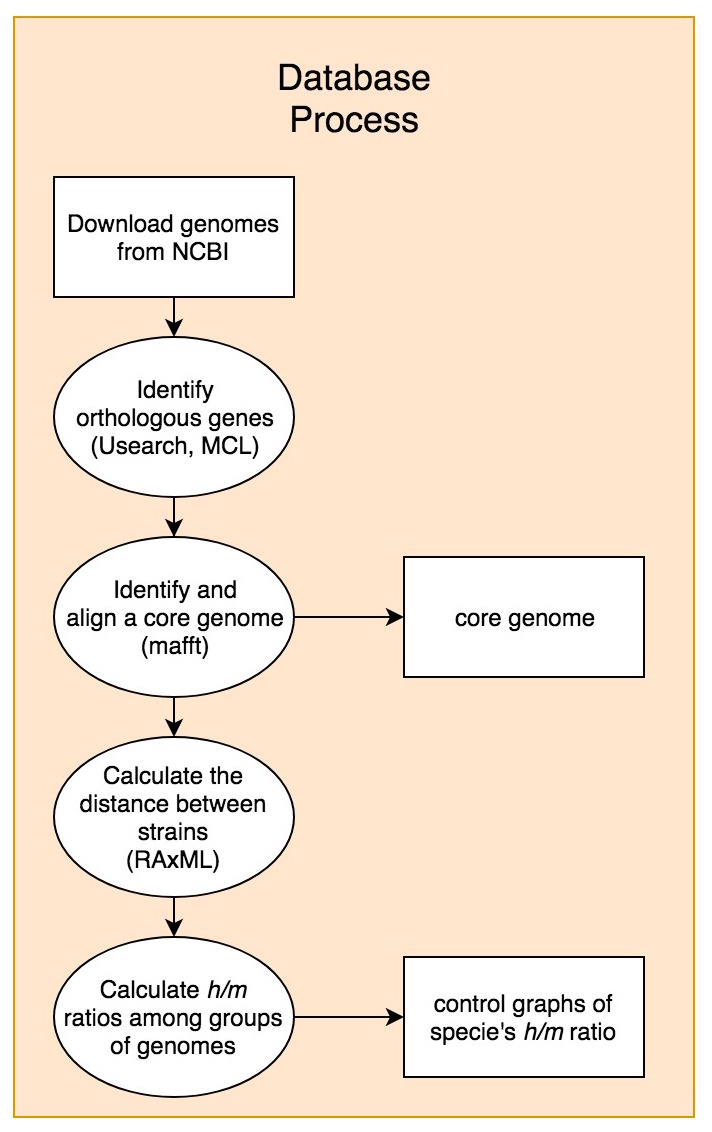 Database
Process
Download genomes
from NCBI
Identify
orthologous genes
(Usearch, MCL)
Identify and
align a core genome
(mafft)
core genome
Calculate the
distance between
strains
(RAxML)
Calculate h/m
ratios among groups
of genomes
control graphs of
specie's h/m ratio